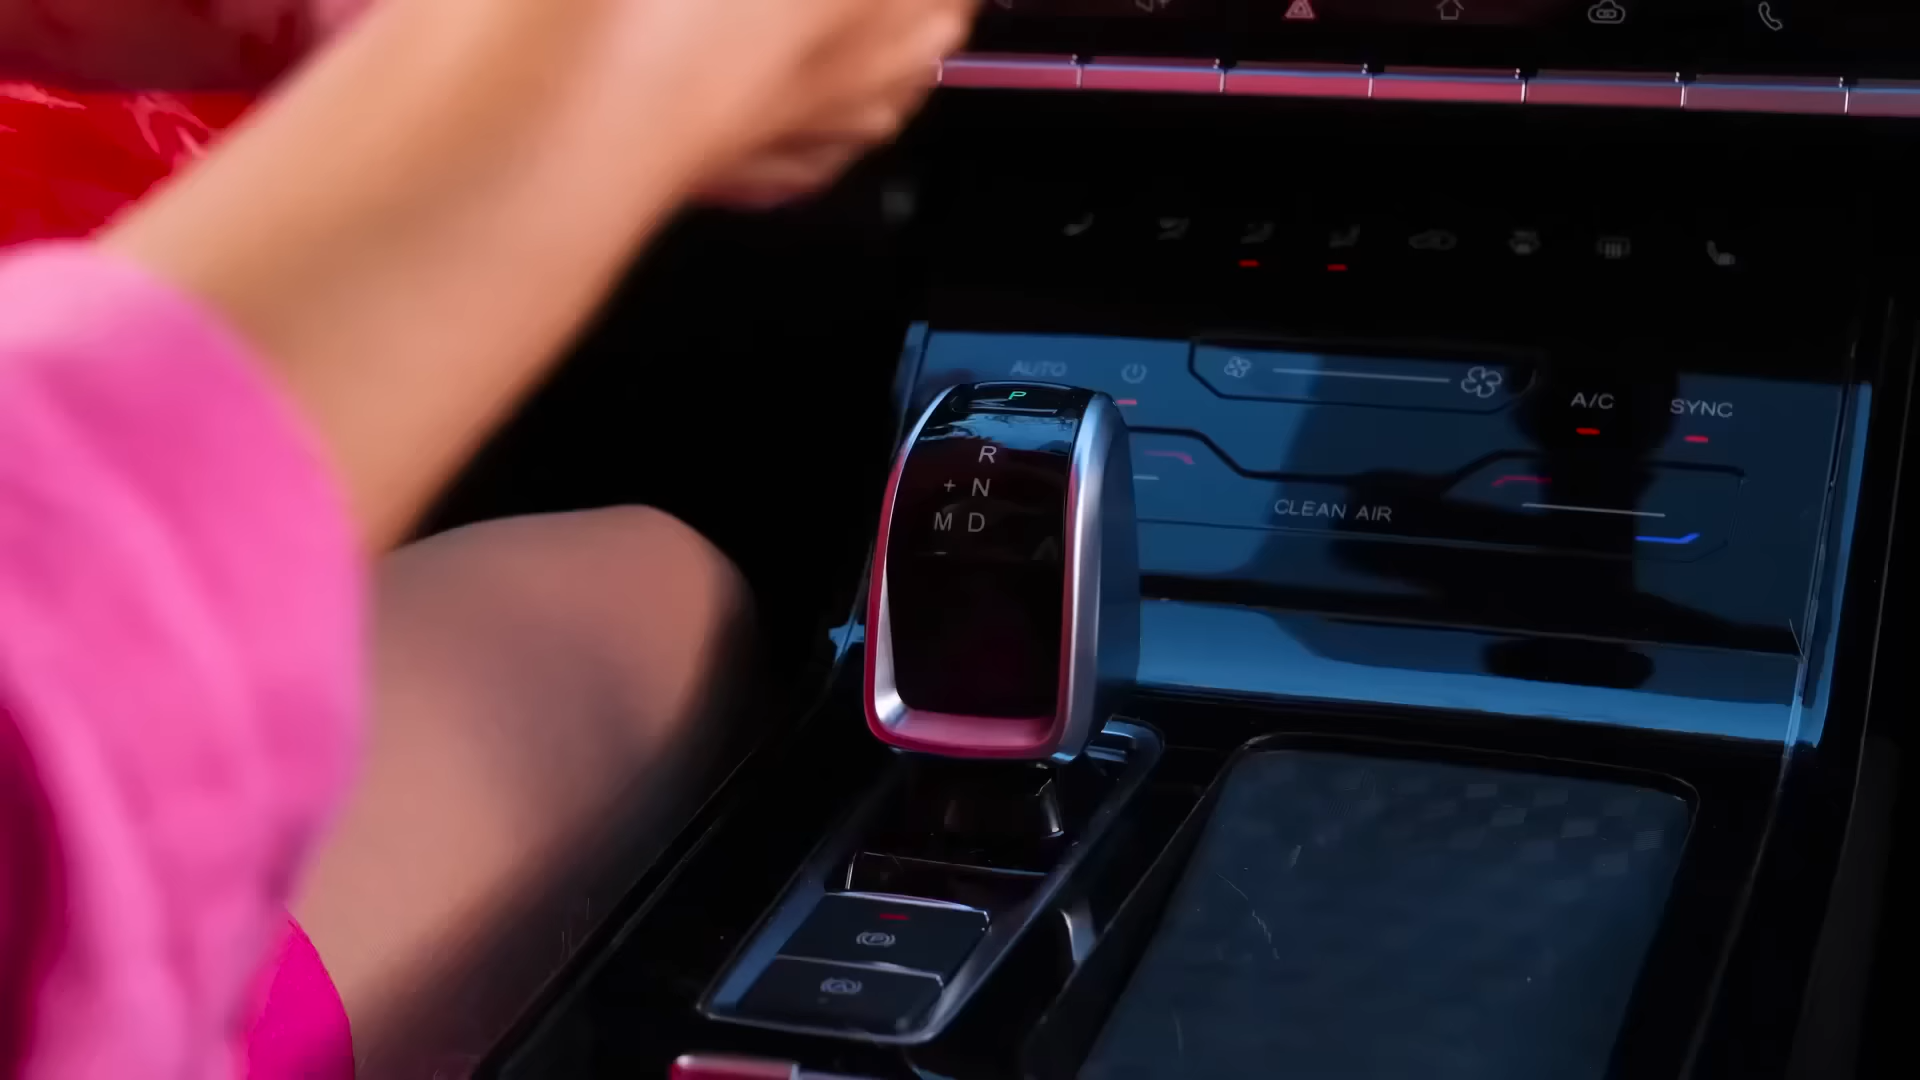 AUTO
A/C SYNC
P
R
+ N
M D
CLEAN AIR
P
A